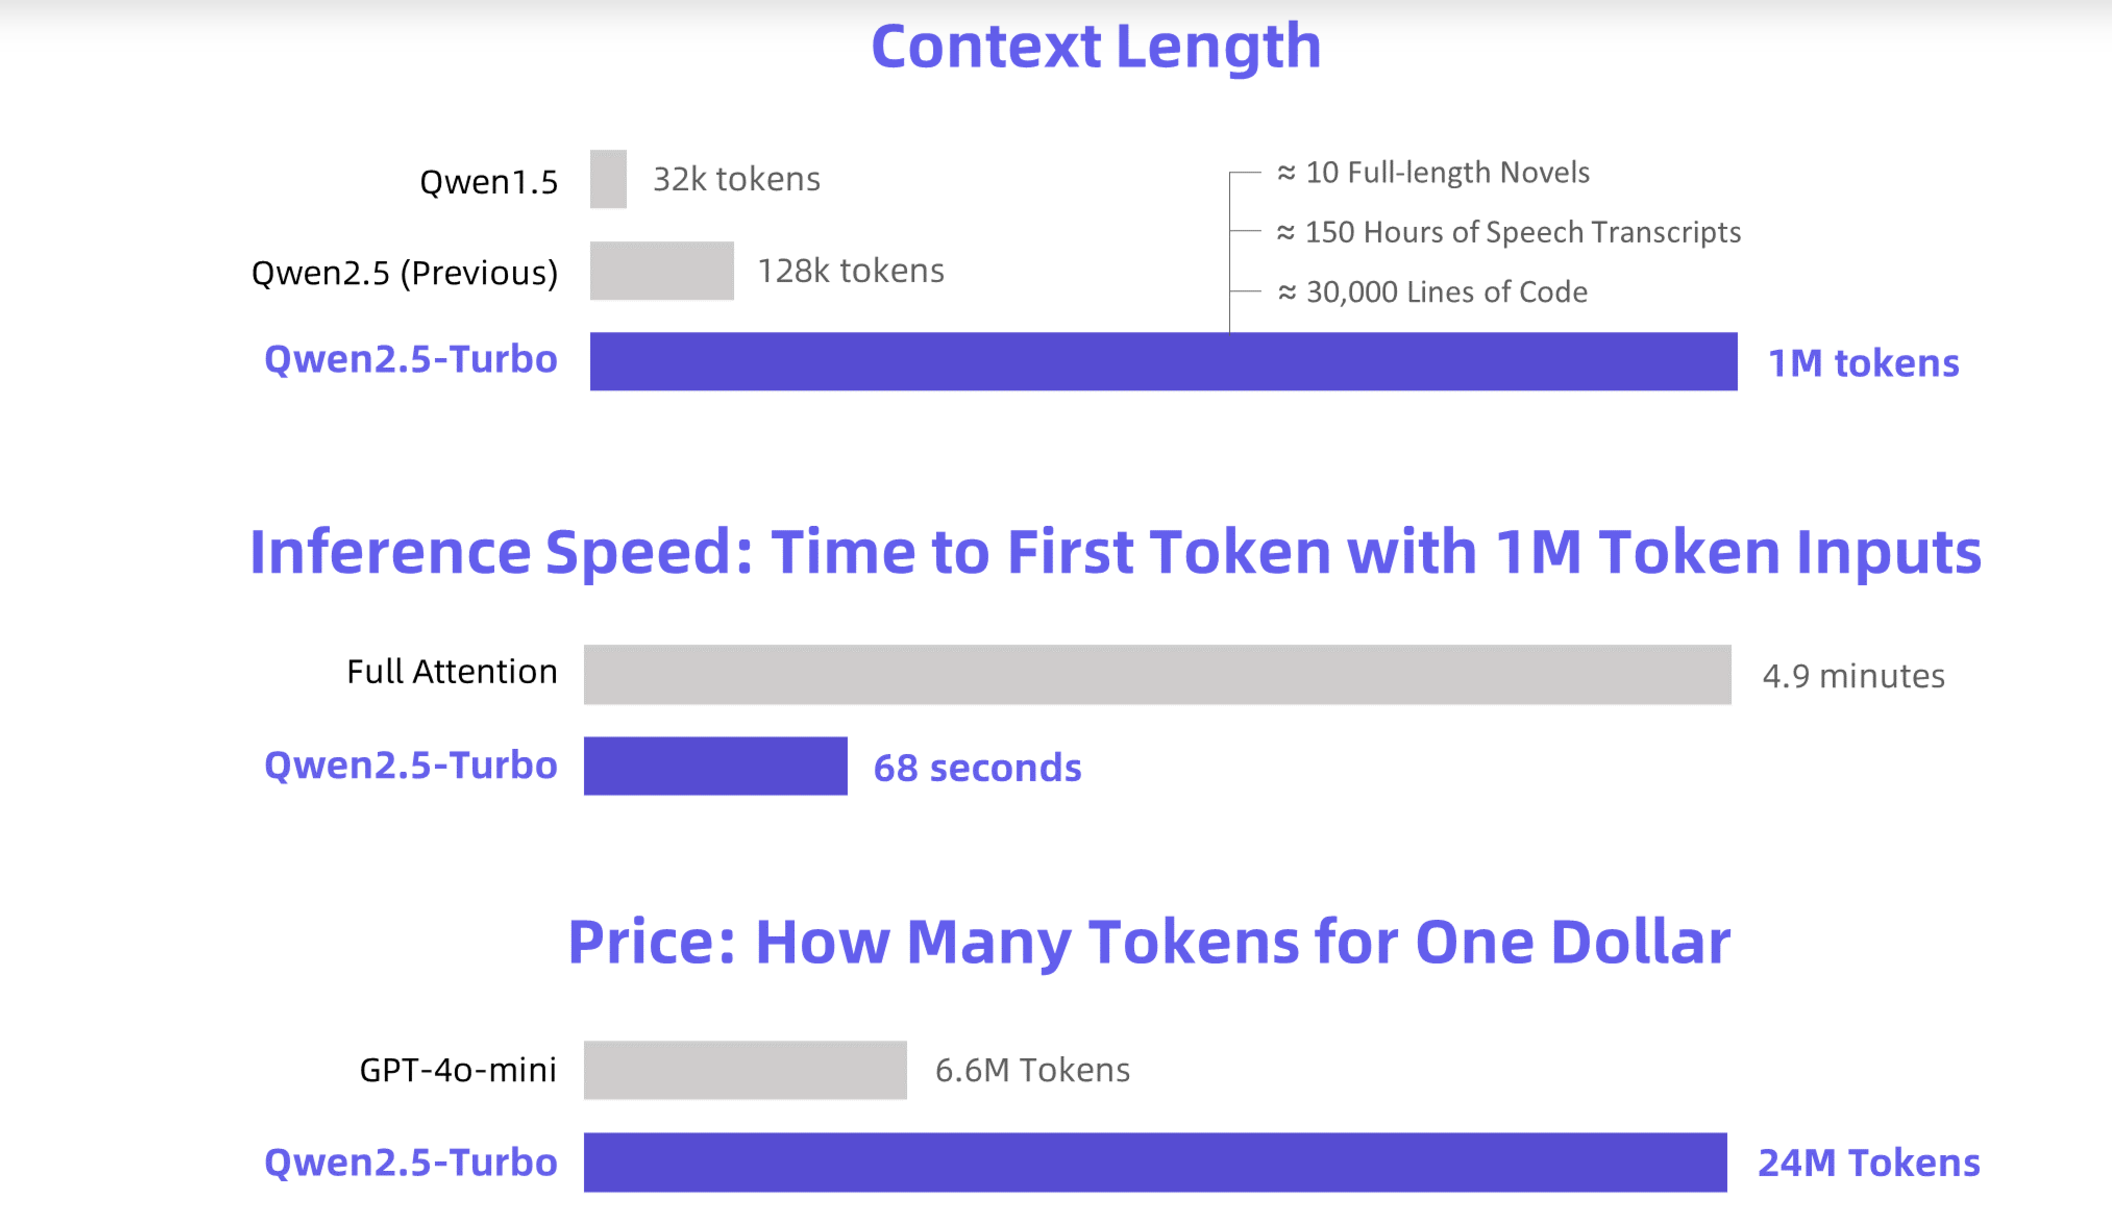 Context Length
Qwen1.5
32k tokens
≈ 10 Full-length Novels
≈ 150 Hours of Speech Transcripts
Qwen2.5 (Previous)
128k tokens
≈ 30,000 Lines of Code
Qwen2.5-Turbo
1M tokens
Inference Speed: Time to First Token with 1M Token Inputs
Full Attention
4.9 minutes
Qwen2.5-Turbo
68 seconds
Price: How Many Tokens for One Dollar
GPT-4o-mini
6.6M Tokens
Qwen2.5-Turbo
24M Tokens